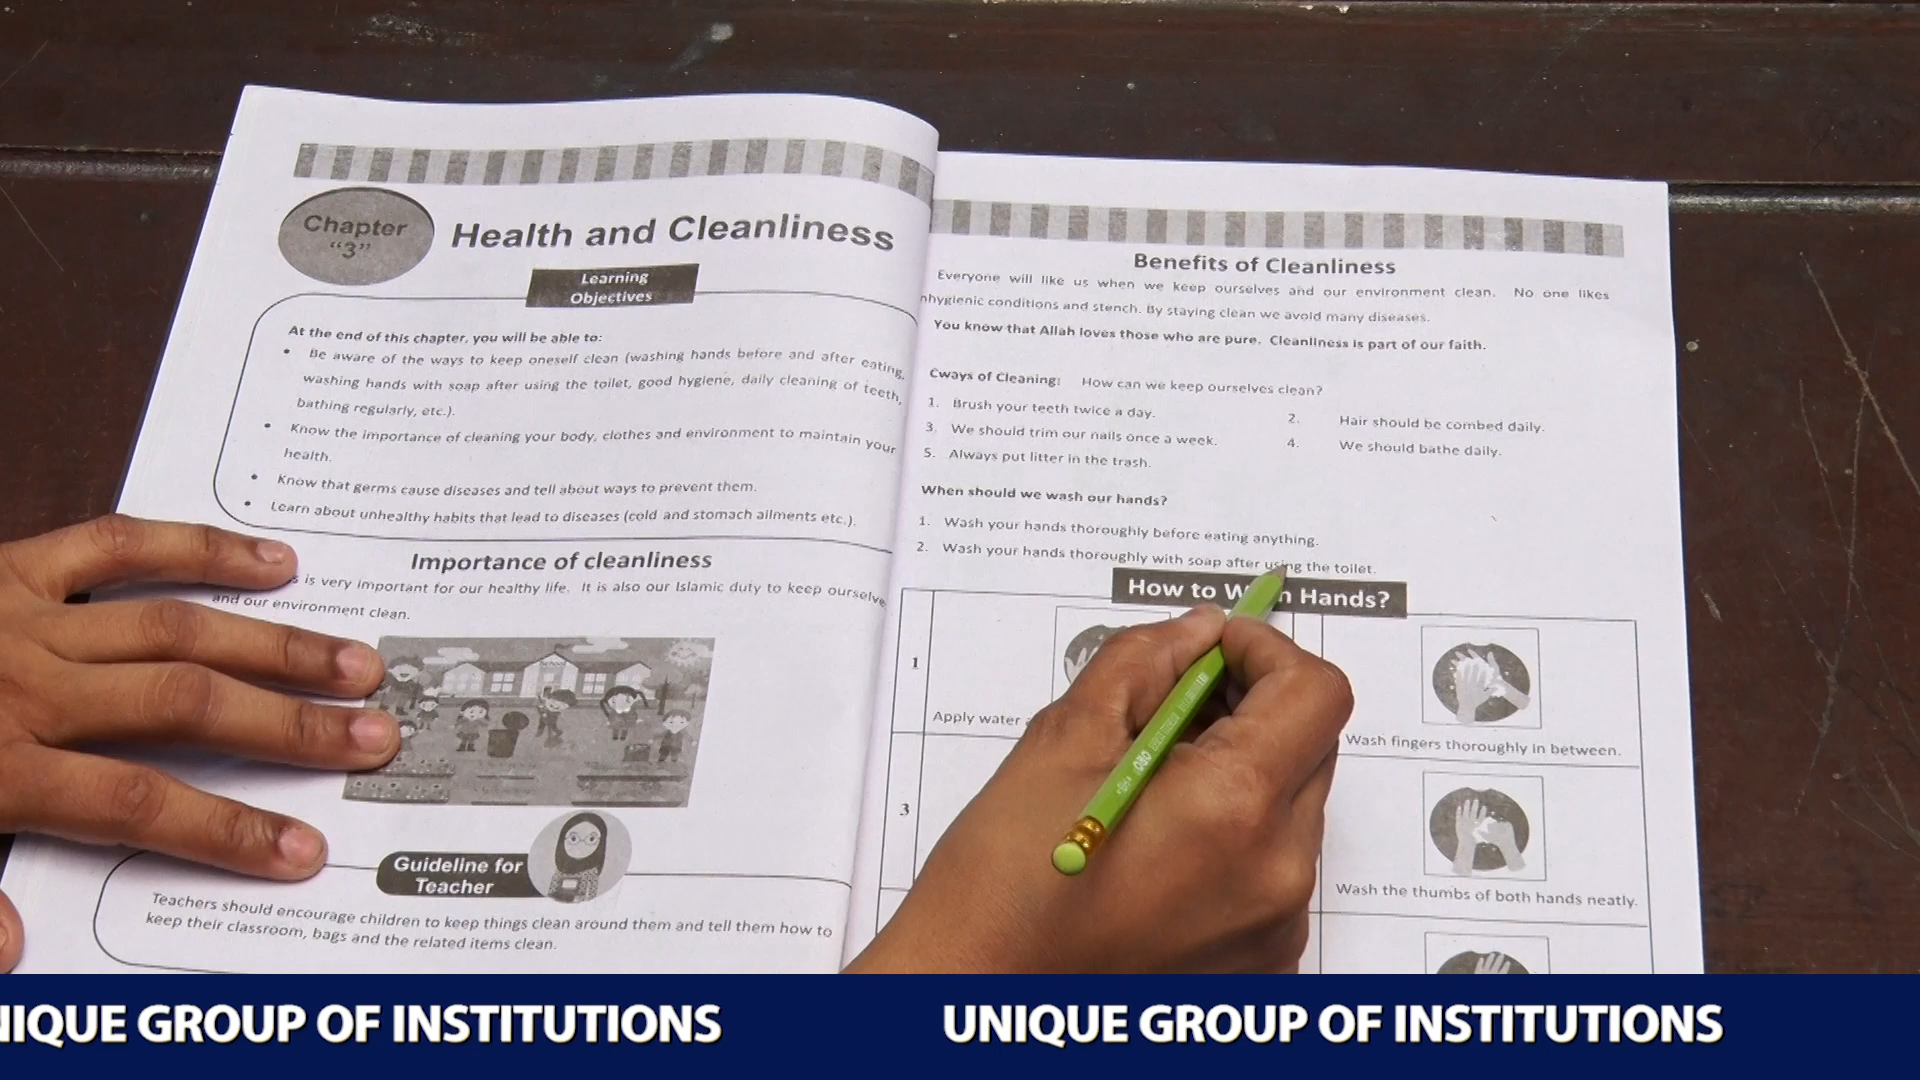 Chapter
"3"
Health and Cleanliness
Learning
Objectives
At the end of this chapter, you will be able to:
• Be aware of the ways to keep oneself clean (washing hands before and after eating,
washing hands with soap after using the toilet, good hygiene, daily cleaning of teeth,
bathing regularly, etc.).
• Know the importance of cleaning your body, clothes and environment to maintain your
health.
• Know that germs cause diseases and tell about ways to prevent them.
• Learn about unhealthy habits that lead to diseases (cold and stomach ailments etc.).
Importance of cleanliness
is very important for our healthy life. It is also our Islamic duty to keep ourselve
and our environment clean.
School
Guideline for
Teacher
Teachers should encourage children to keep things clean around them and tell them how to
keep their classroom, bags and the related items clean.
Benefits of Cleanliness
Everyone will like us when we keep ourselves and our environment clean. No one likes
nhygienic conditions and stench. By staying clean we avoid many diseases.
You know that Allah loves those who are pure. Cleanliness is part of our faith.
Cways of Cleaning: How can we keep ourselves clean?
1. Brush your teeth twice a day. 2. Hair should be combed daily.
3. We should trim our nails once a week. 4. We should bathe daily.
5. Always put litter in the trash.
When should we wash our hands?
1. Wash your hands thoroughly before eating anything.
2. Wash your hands thoroughly with soap after using the toilet.
How to W h Hands?
1
Apply water
Wash fingers thoroughly in between.
3
Wash the thumbs of both hands neatly.
NIQUE GROUP OF INSTITUTIONS UNIQUE GROUP OF INSTITUTIONS